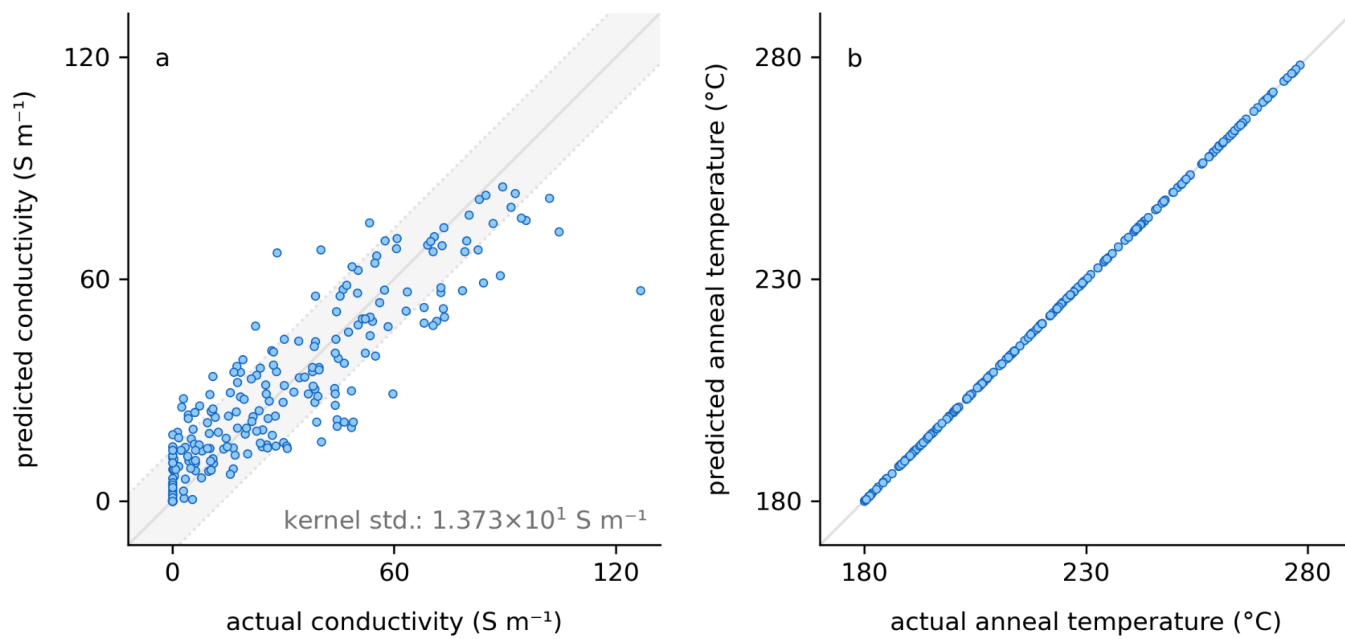 a
120
60
0
0
60
120
predicted conductivity (S m⁻¹)
actual conductivity (S m⁻¹)
kernel std.: 1.373×10¹ S m⁻¹
b
280
230
180
180
230
280
predicted anneal temperature (°C)
actual anneal temperature (°C)